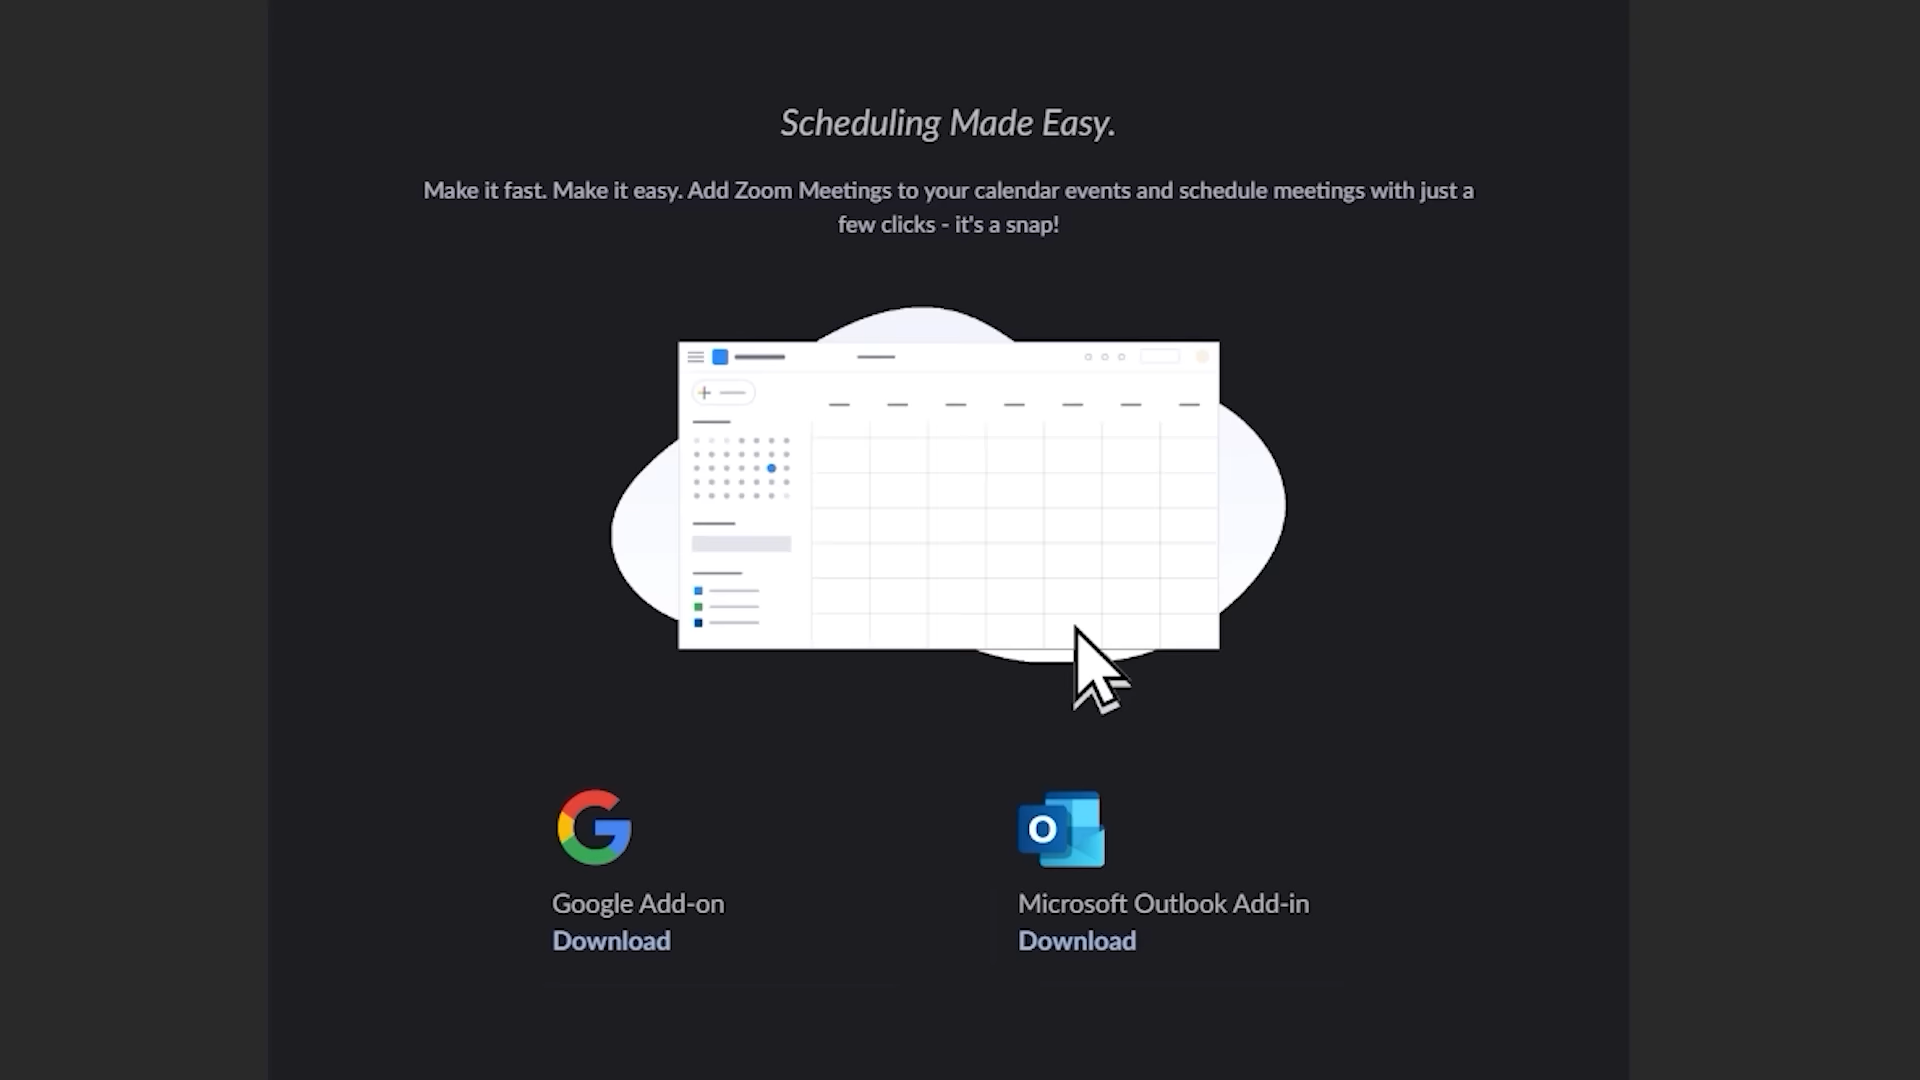 Scheduling Made Easy.
Make it fast. Make it easy. Add Zoom Meetings to your calendar events and schedule meetings with just a
few clicks - it's a snap!
Google Add-on
Download
Microsoft Outlook Add-in
Download